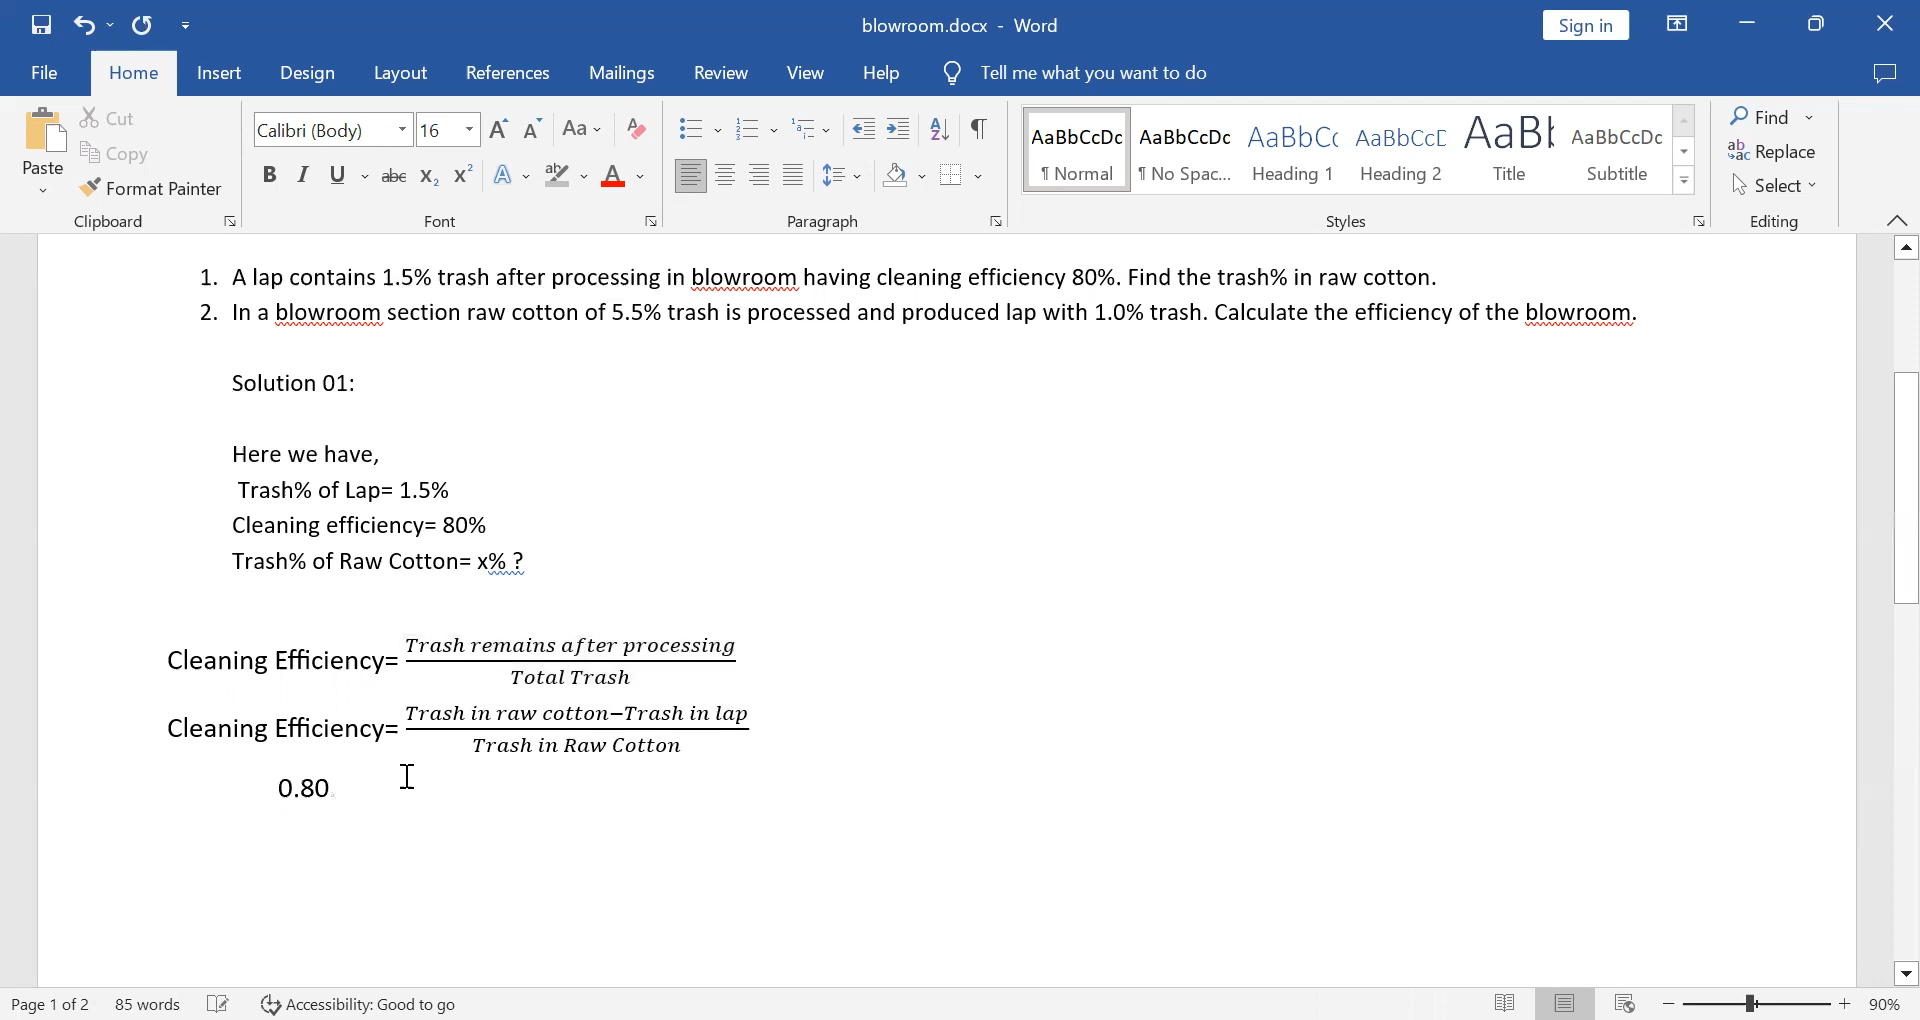 blowroom.docx - Word
Sign in
File Home Insert Design Layout References Mailings Review View Help Tell me what you want to do
Paste
Cut
Copy
Format Painter
Clipboard
Calibri (Body) 16
Font
Paragraph
AaBbCcDc AaBbCcDc AaBbCc AaBbCcD AaBb AaBbCcDc
¶ Normal ¶ No Spac... Heading 1 Heading 2 Title Subtitle
Styles
Find
Replace
Select
Editing
1. A lap contains 1.5% trash after processing in blowroom having cleaning efficiency 80%. Find the trash% in raw cotton.
2. In a blowroom section raw cotton of 5.5% trash is processed and produced lap with 1.0% trash. Calculate the efficiency of the blowroom.
Solution 01:
Here we have,
Trash% of Lap= 1.5%
Cleaning efficiency= 80%
Trash% of Raw Cotton= x% ?
Cleaning Efficiency= Trash remains after processing
Total Trash
Cleaning Efficiency= Trash in raw cotton−Trash in lap
Trash in Raw Cotton
0.80
Page 1 of 2 85 words Accessibility: Good to go 90%